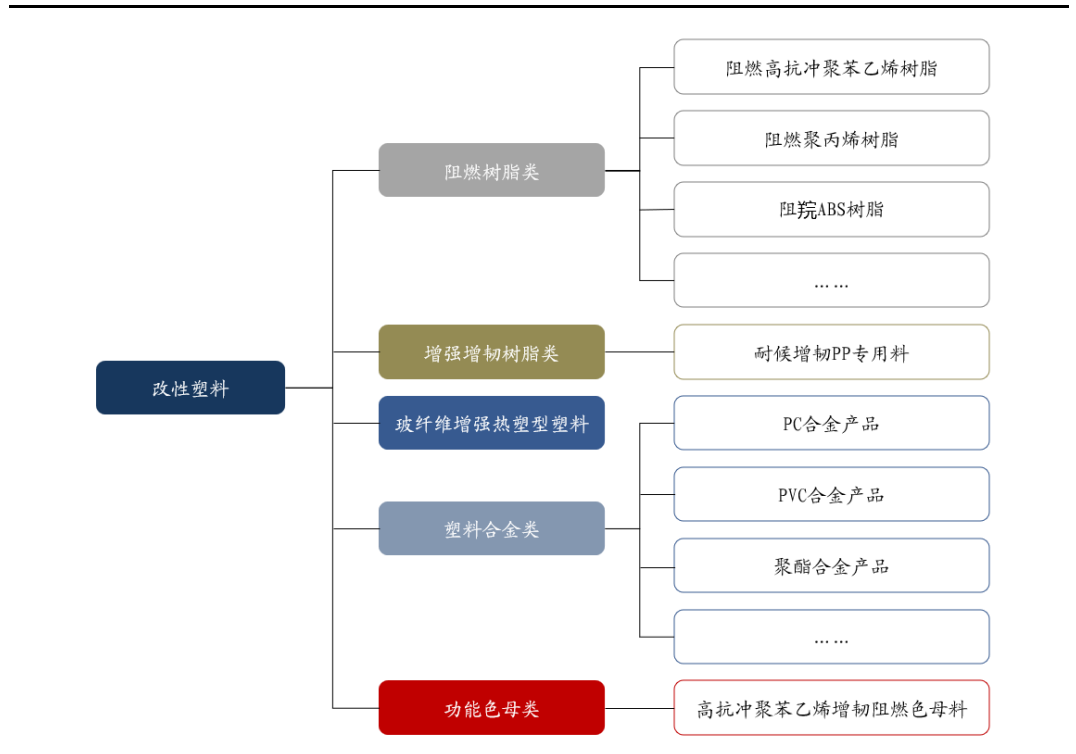 改性塑料
阻燃树脂类
阻燃高抗冲聚苯乙烯树脂
阻燃聚丙烯树脂
阻羰ABS树脂
... ...
增强增韧树脂类
耐候增韧PP专用料
玻纤维增强热塑型塑料
塑料合金类
PC合金产品
PVC合金产品
聚酯合金产品
... ...
功能色母类
高抗冲聚苯乙烯增韧阻燃色母料